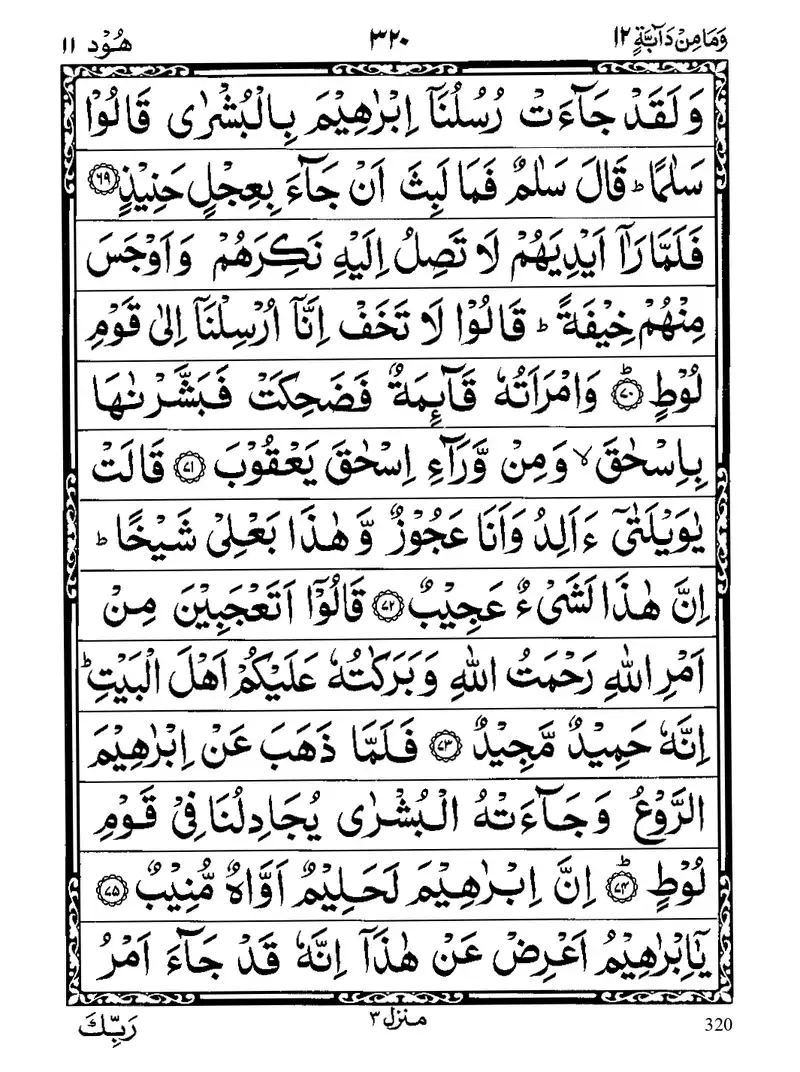 وَمَا مِنْ دَآبَّةٍ ١٢ ٣٢٠ هُوْد ١١
وَلَقَدْ جَآءَتْ رُسُلُنَآ اِبْرٰهِيْمَ بِالْبُشْرٰى قَالُوْا
سَلٰمًا ؕ قَالَ سَلٰمٌ فَمَا لَبِثَ اَنْ جَآءَ بِعِجْلٍ حَنِيْذٍ ۝٦٩
فَلَمَّا رَاٰۤ اَيْدِيَهُمْ لَا تَصِلُ اِلَيْهِ نَكِرَهُمْ وَاَوْجَسَ
مِنْهُمْ خِيْفَةً ؕ قَالُوْا لَا تَخَفْ اِنَّآ اُرْسِلْنَآ اِلٰى قَوْمِ
لُوْطٍ ؕ۝٧٠ وَامْرَاَتُهٗ قَآئِمَةٌ فَضَحِكَتْ فَبَشَّرْنٰهَا
بِاِسْحٰقَ ۙ وَمِنْ وَّرَآءِ اِسْحٰقَ يَعْقُوْبَ ۝٧١ قَالَتْ
يٰوَيْلَتٰٓى ءَاَلِدُ وَاَنَا عَجُوْزٌ وَّهٰذَا بَعْلِيْ شَيْخًا ؕ
اِنَّ هٰذَا لَشَيْءٌ عَجِيْبٌ ۝٧٢ قَالُوْٓا اَتَعْجَبِيْنَ مِنْ
اَمْرِ اللّٰهِ رَحْمَتُ اللّٰهِ وَبَرَكٰتُهٗ عَلَيْكُمْ اَهْلَ الْبَيْتِ ؕ
اِنَّهٗ حَمِيْدٌ مَّجِيْدٌ ۝٧٣ فَلَمَّا ذَهَبَ عَنْ اِبْرٰهِيْمَ
الرَّوْعُ وَجَآءَتْهُ الْبُشْرٰى يُجَادِلُنَا فِيْ قَوْمِ
لُوْطٍ ؕ۝٧٤ اِنَّ اِبْرٰهِيْمَ لَحَلِيْمٌ اَوَّاهٌ مُّنِيْبٌ ۝٧٥
يٰٓاِبْرٰهِيْمُ اَعْرِضْ عَنْ هٰذَا ۤ اِنَّهٗ قَدْ جَآءَ اَمْرُ
رَبِّكَ منزل ٣ 320